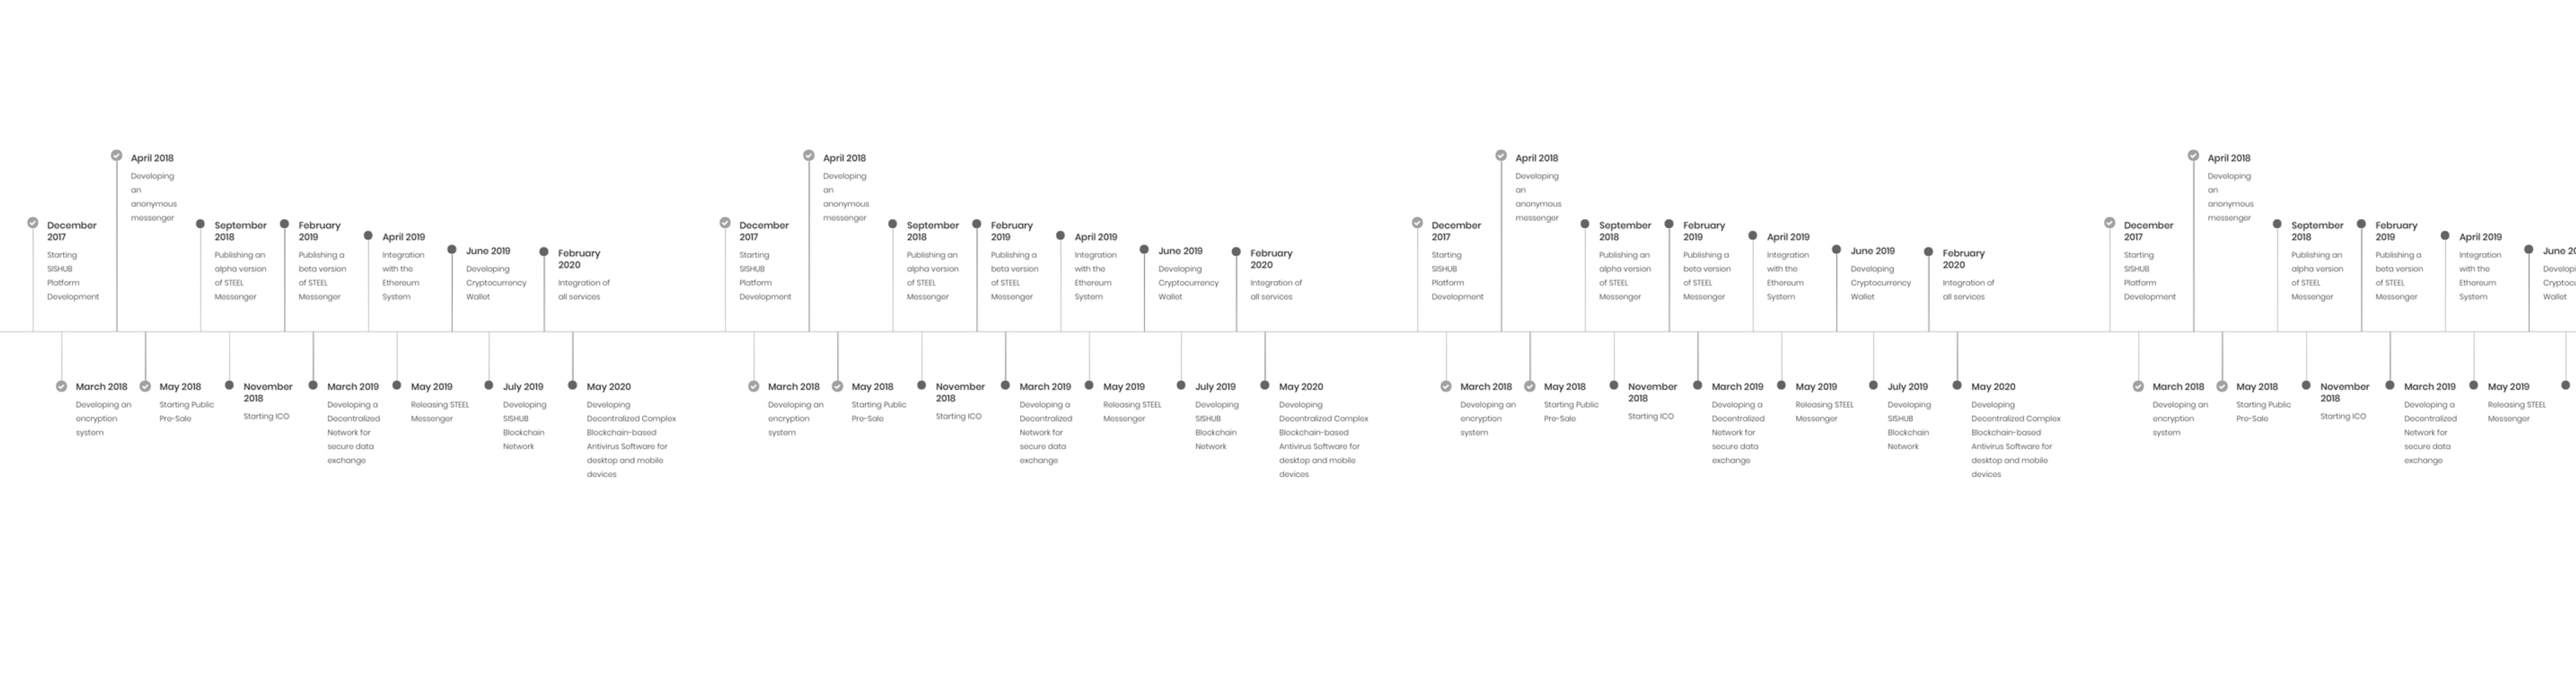 April 2018
Developing
an
anonymous
messenger
December
2017
Starting
SISHUB
Platform
Development
September
2018
Publishing an
alpha version
of STEEL
Messenger
February
2019
Publishing a
beta version
of STEEL
Messenger
April 2019
Integration
with the
Ethereum
System
June 2019
Developing
Cryptocurrency
Wallet
February
2020
Integration of
all services
March 2018
Developing an
encryption
system
May 2018
Starting Public
Pre-Sale
November
2018
Starting ICO
March 2019
Developing a
Decentralized
Network for
secure data
exchange
May 2019
Releasing STEEL
Messenger
July 2019
Developing
SISHUB
Blockchain
Network
May 2020
Developing
Decentralized Complex
Blockchain-based
Antivirus Software for
desktop and mobile
devices
April 2018
Developing
an
anonymous
messenger
December
2017
Starting
SISHUB
Platform
Development
September
2018
Publishing an
alpha version
of STEEL
Messenger
February
2019
Publishing a
beta version
of STEEL
Messenger
April 2019
Integration
with the
Ethereum
System
June 2019
Developing
Cryptocurrency
Wallet
February
2020
Integration of
all services
March 2018
Developing an
encryption
system
May 2018
Starting Public
Pre-Sale
November
2018
Starting ICO
March 2019
Developing a
Decentralized
Network for
secure data
exchange
May 2019
Releasing STEEL
Messenger
July 2019
Developing
SISHUB
Blockchain
Network
May 2020
Developing
Decentralized Complex
Blockchain-based
Antivirus Software for
desktop and mobile
devices
April 2018
Developing
an
anonymous
messenger
December
2017
Starting
SISHUB
Platform
Development
September
2018
Publishing an
alpha version
of STEEL
Messenger
February
2019
Publishing a
beta version
of STEEL
Messenger
April 2019
Integration
with the
Ethereum
System
June 2019
Developing
Cryptocurrency
Wallet
February
2020
Integration of
all services
March 2018
Developing an
encryption
system
May 2018
Starting Public
Pre-Sale
November
2018
Starting ICO
March 2019
Developing a
Decentralized
Network for
secure data
exchange
May 2019
Releasing STEEL
Messenger
July 2019
Developing
SISHUB
Blockchain
Network
May 2020
Developing
Decentralized Complex
Blockchain-based
Antivirus Software for
desktop and mobile
devices
April 2018
Developing
an
anonymous
messenger
December
2017
Starting
SISHUB
Platform
Development
September
2018
Publishing an
alpha version
of STEEL
Messenger
February
2019
Publishing a
beta version
of STEEL
Messenger
April 2019
Integration
with the
Ethereum
System
June
Wallet
March 2018
Developing an
encryption
system
May 2018
Starting Public
Pre-Sale
November
2018
Starting ICO
March 2019
Developing a
Decentralized
Network for
secure data
exchange
May 2019
Releasing STEEL
Messenger